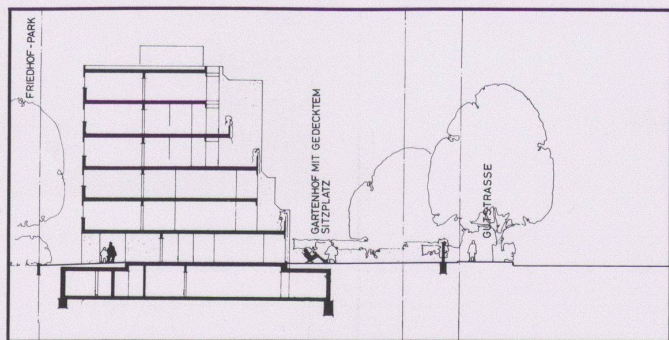 FRIEDHOF-PARK
GARTENHOF MIT GEDECKTEM
SITZPLATZ
GUTSTRASSE